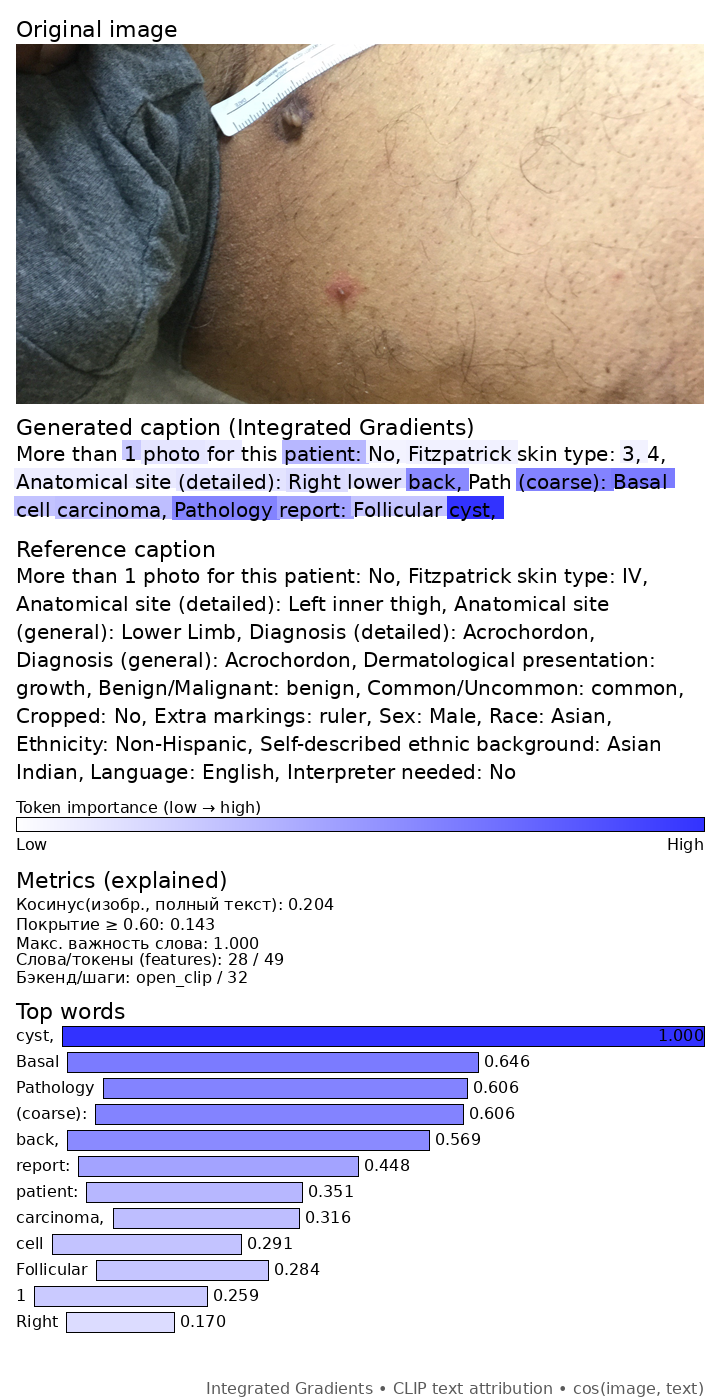 Original image
Generated caption (Integrated Gradients)
More than 1 photo for this patient: No, Fitzpatrick skin type: 3, 4,
Anatomical site (detailed): Right lower back, Path (coarse): Basal
cell carcinoma, Pathology report: Follicular cyst,
Reference caption
More than 1 photo for this patient: No, Fitzpatrick skin type: IV,
Anatomical site (detailed): Left inner thigh, Anatomical site
(general): Lower Limb, Diagnosis (detailed): Acrochordon,
Diagnosis (general): Acrochordon, Dermatological presentation:
growth, Benign/Malignant: benign, Common/Uncommon: common,
Cropped: No, Extra markings: ruler, Sex: Male, Race: Asian,
Ethnicity: Non-Hispanic, Self-described ethnic background: Asian
Indian, Language: English, Interpreter needed: No
Token importance (low → high)
Low High
Metrics (explained)
Косинус(изобр., полный текст): 0.204
Покрытие ≥ 0.60: 0.143
Макс. важность слова: 1.000
Слова/токены (features): 28 / 49
Бэкенд/шаги: open_clip / 32
Top words
cyst, 1.000
Basal 0.646
Pathology 0.606
(coarse): 0.606
back, 0.569
report: 0.448
patient: 0.351
carcinoma, 0.316
cell 0.291
Follicular 0.284
1 0.259
Right 0.170
Integrated Gradients • CLIP text attribution • cos(image, text)